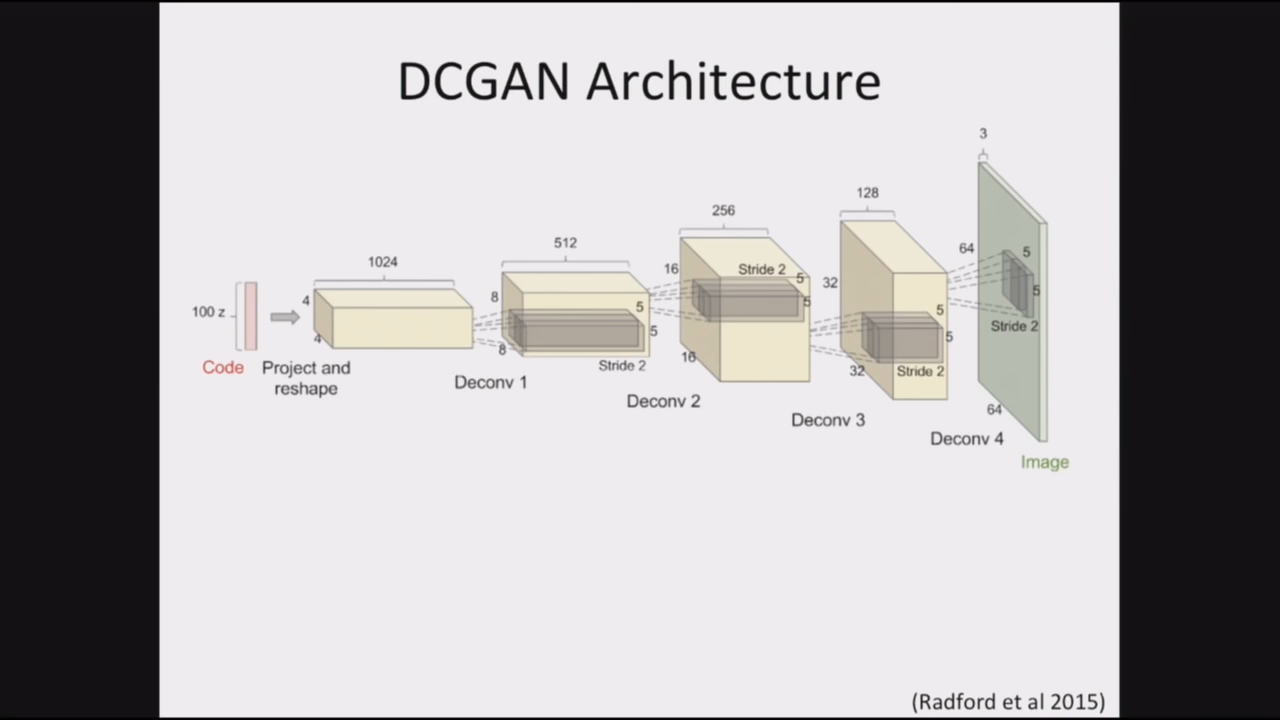 DCGAN Architecture
3
128
256
512
1024
100 z
4
4
8
8
16
16
32
32
64
64
5
5
Stride 2
5
5
Stride 2
5
5
Stride 2
5
5
Stride 2
Code
Project and
reshape
Deconv 1
Deconv 2
Deconv 3
Deconv 4
Image
(Radford et al 2015)